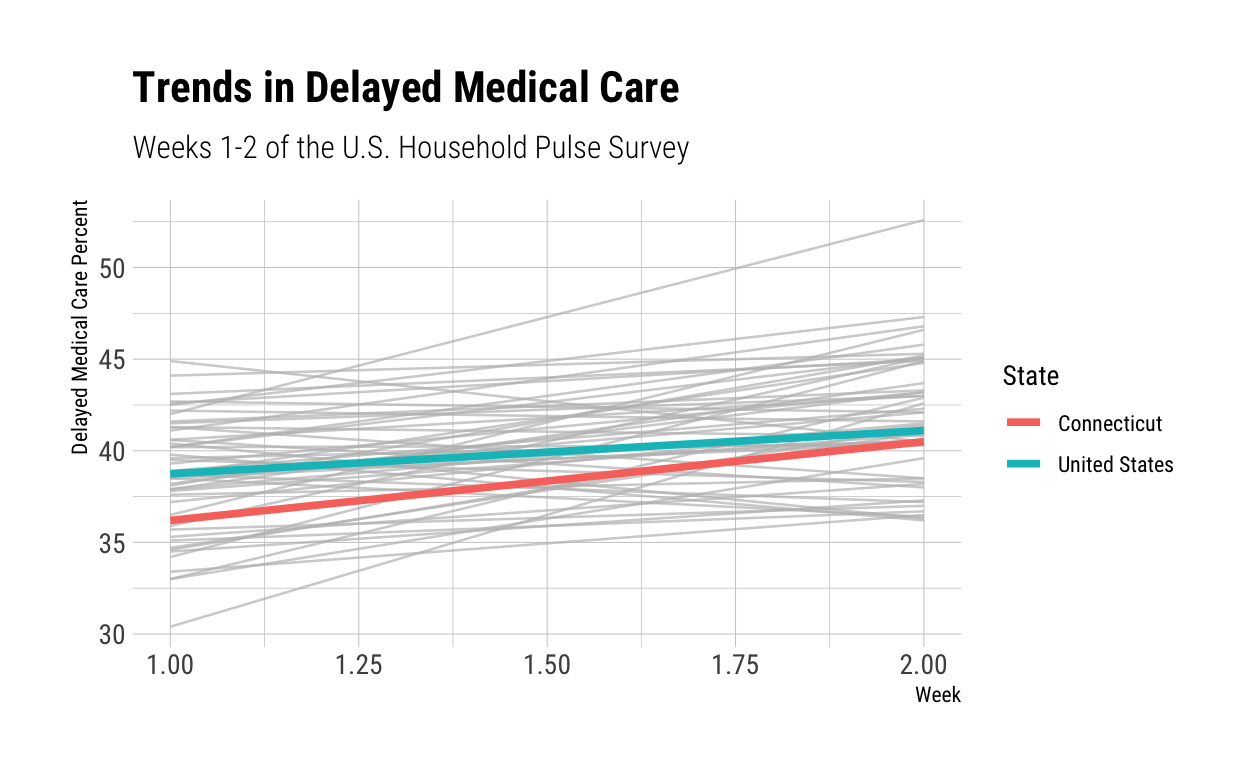 Trends in Delayed Medical Care
Weeks 1-2 of the U.S. Household Pulse Survey
Delayed Medical Care Percent
50
45
40
35
30
1.00
1.25
1.50
1.75
2.00
Week
State
Connecticut
United States